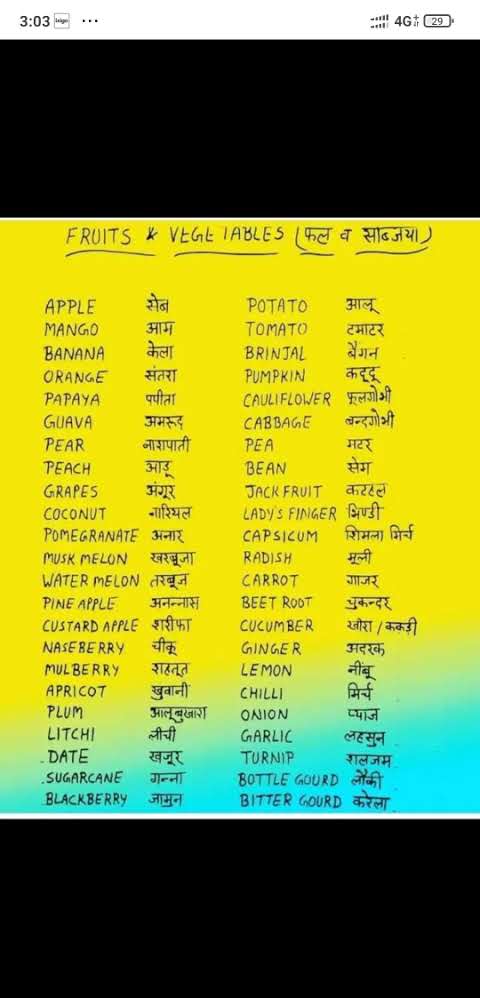 3:03 4G 29
FRUITS & VEGETABLES (फल व सब्जियां)
APPLE सेब POTATO आलू
MANGO आम TOMATO टमाटर
BANANA केला BRINJAL बैंगन
ORANGE संतरा PUMPKIN कद्दू
PAPAYA पपीता CAULIFLOWER फूलगोभी
GUAVA अमरूद CABBAGE बन्दगोभी
PEAR नाशपाती PEA मटर
PEACH आड़ू BEAN सेम
GRAPES अंगूर JACK FRUIT कटहल
COCONUT नारियल LADY'S FINGER भिण्डी
POMEGRANATE अनार CAPSICUM शिमला मिर्च
MUSK MELON खरबूजा RADISH मूली
WATER MELON तरबूज CARROT गाजर
PINE APPLE अनन्नास BEET ROOT चुकन्दर
CUSTARD APPLE शरीफा CUCUMBER खीरा / ककड़ी
NASEBERRY चीकू GINGER अदरक
MULBERRY शहतूत LEMON नींबू
APRICOT खुबानी CHILLI मिर्च
PLUM आलूबुखारा ONION प्याज
LITCHI लीची GARLIC लहसुन
DATE खजूर TURNIP शलजम
SUGARCANE गन्ना BOTTLE GOURD लौकी
BLACKBERRY जामुन BITTER GOURD करेला